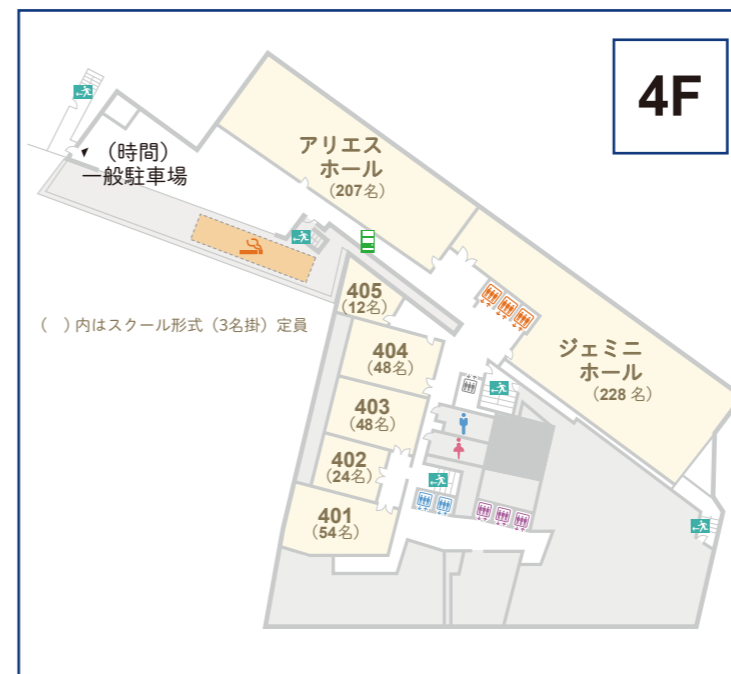 4F
アリエス
ホール
(207名)
(時間)
一般駐車場
405
(12名)
( )内はスクール形式(3名掛)定員
404
(48名)
ジェミニ
ホール
(228 名)
403
(48名)
402
(24名)
401
(54名)